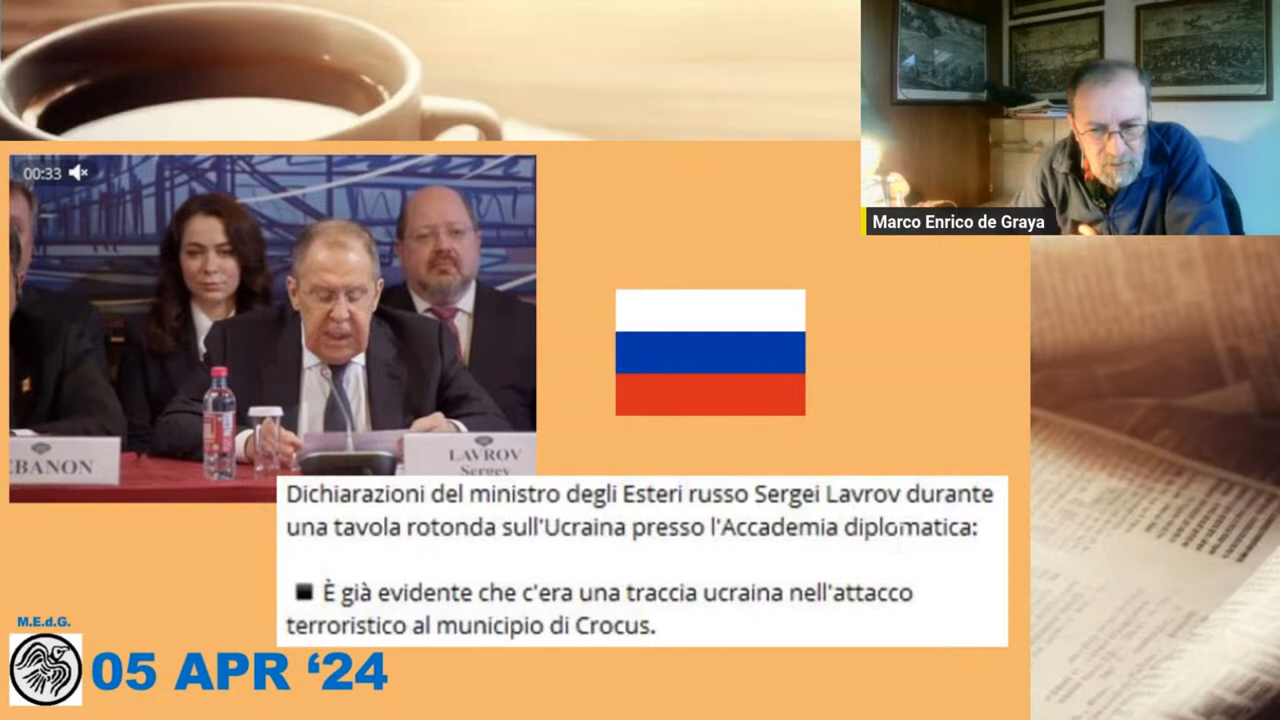 00:33
Marco Enrico de Graya
EBANON
LAVROV
Sergey
Dichiarazioni del ministro degli Esteri russo Sergei Lavrov durante
una tavola rotonda sull'Ucraina presso l'Accademia diplomatica:
■ È già evidente che c'era una traccia ucraina nell'attacco
terroristico al municipio di Crocus.
M.E.d.G.
05 APR ‘24